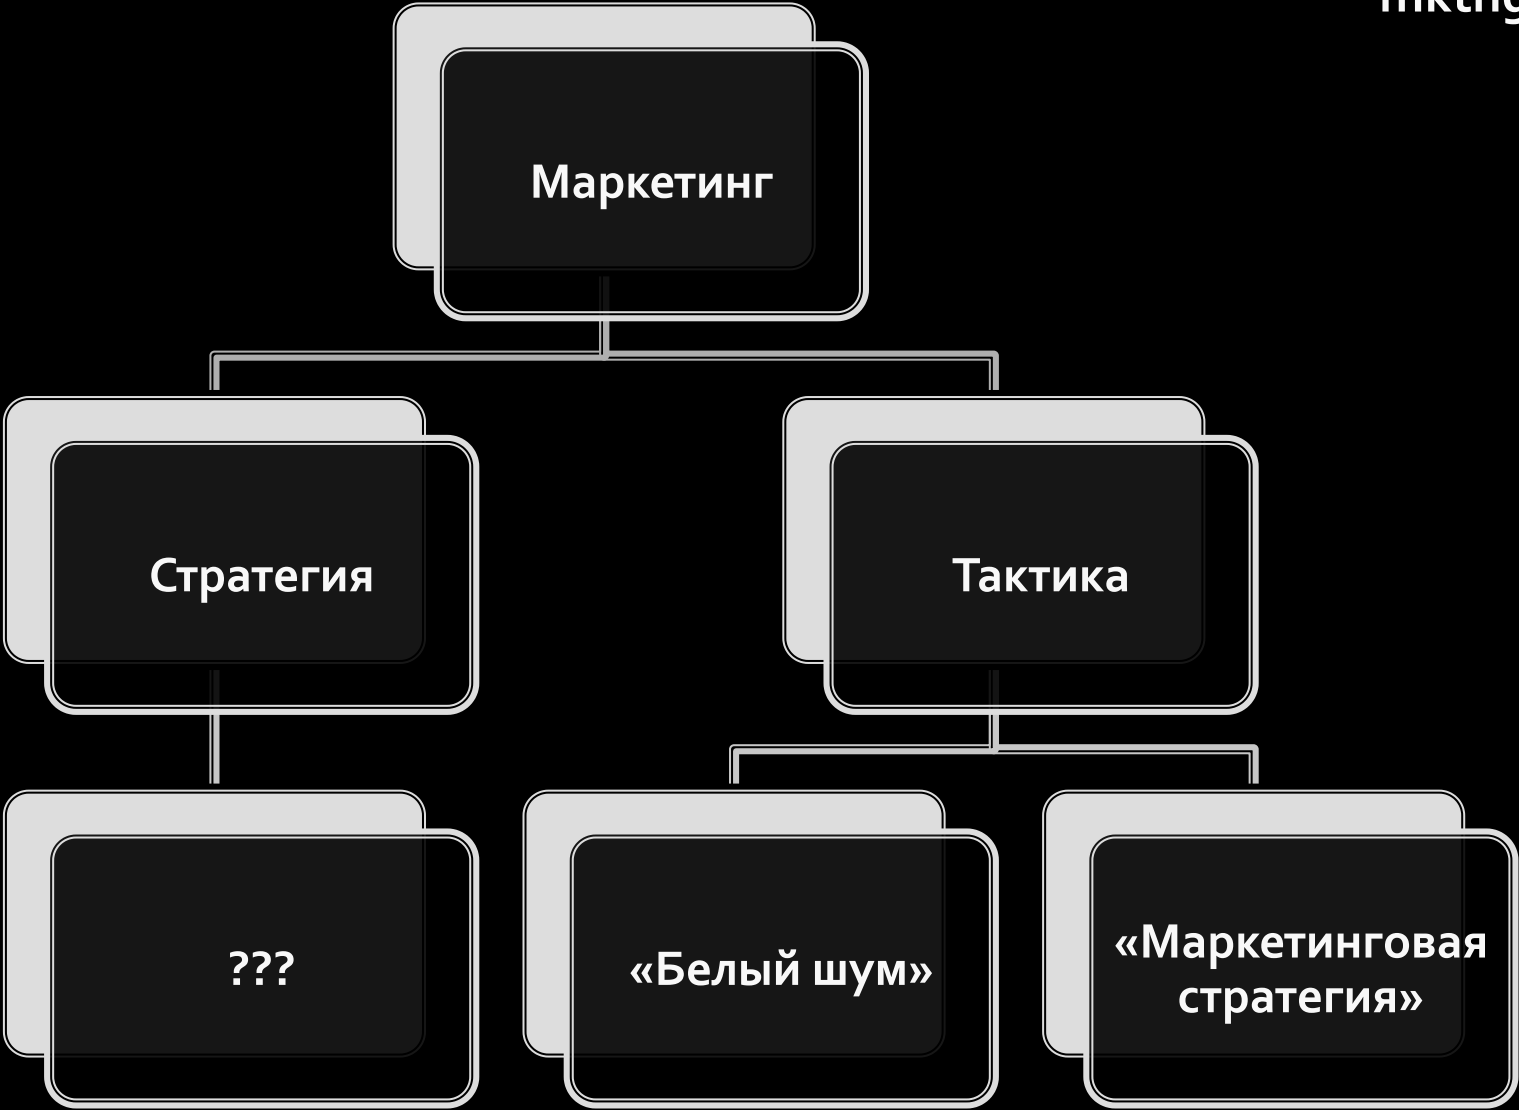 Маркетинг
Стратегия
Тактика
???
«Белый шум»
«Маркетинговая
стратегия»